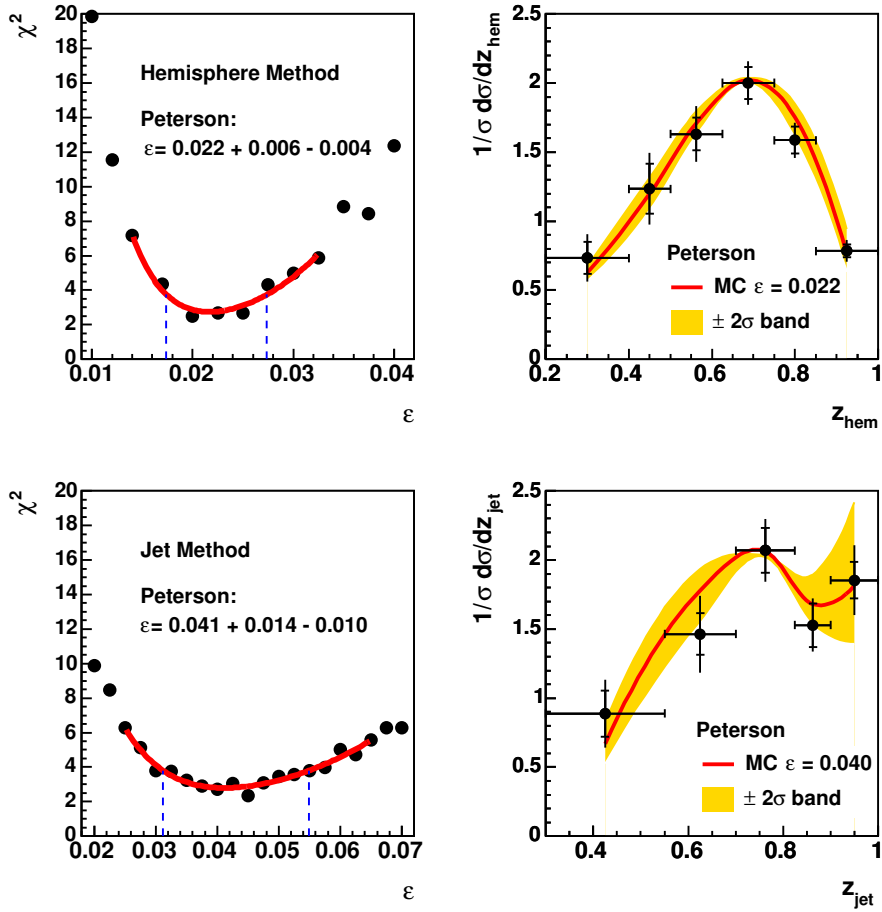 χ²
20
18
16
14
12
10
8
6
4
2
0
0.01 0.02 0.03 0.04
ε
Hemisphere Method
Peterson:
ε= 0.022 + 0.006 - 0.004
1/σ dσ/dz_hem
2.5
2
1.5
1
0.5
0
0.2 0.4 0.6 0.8 1
z_hem
Peterson
MC ε = 0.022
± 2σ band
χ²
20
18
16
14
12
10
8
6
4
2
0
0.02 0.03 0.04 0.05 0.06 0.07
ε
Jet Method
Peterson:
ε= 0.041 + 0.014 - 0.010
1/σ dσ/dz_jet
2.5
2
1.5
1
0.5
0
0.4 0.6 0.8 1
z_jet
Peterson
MC ε = 0.040
± 2σ band